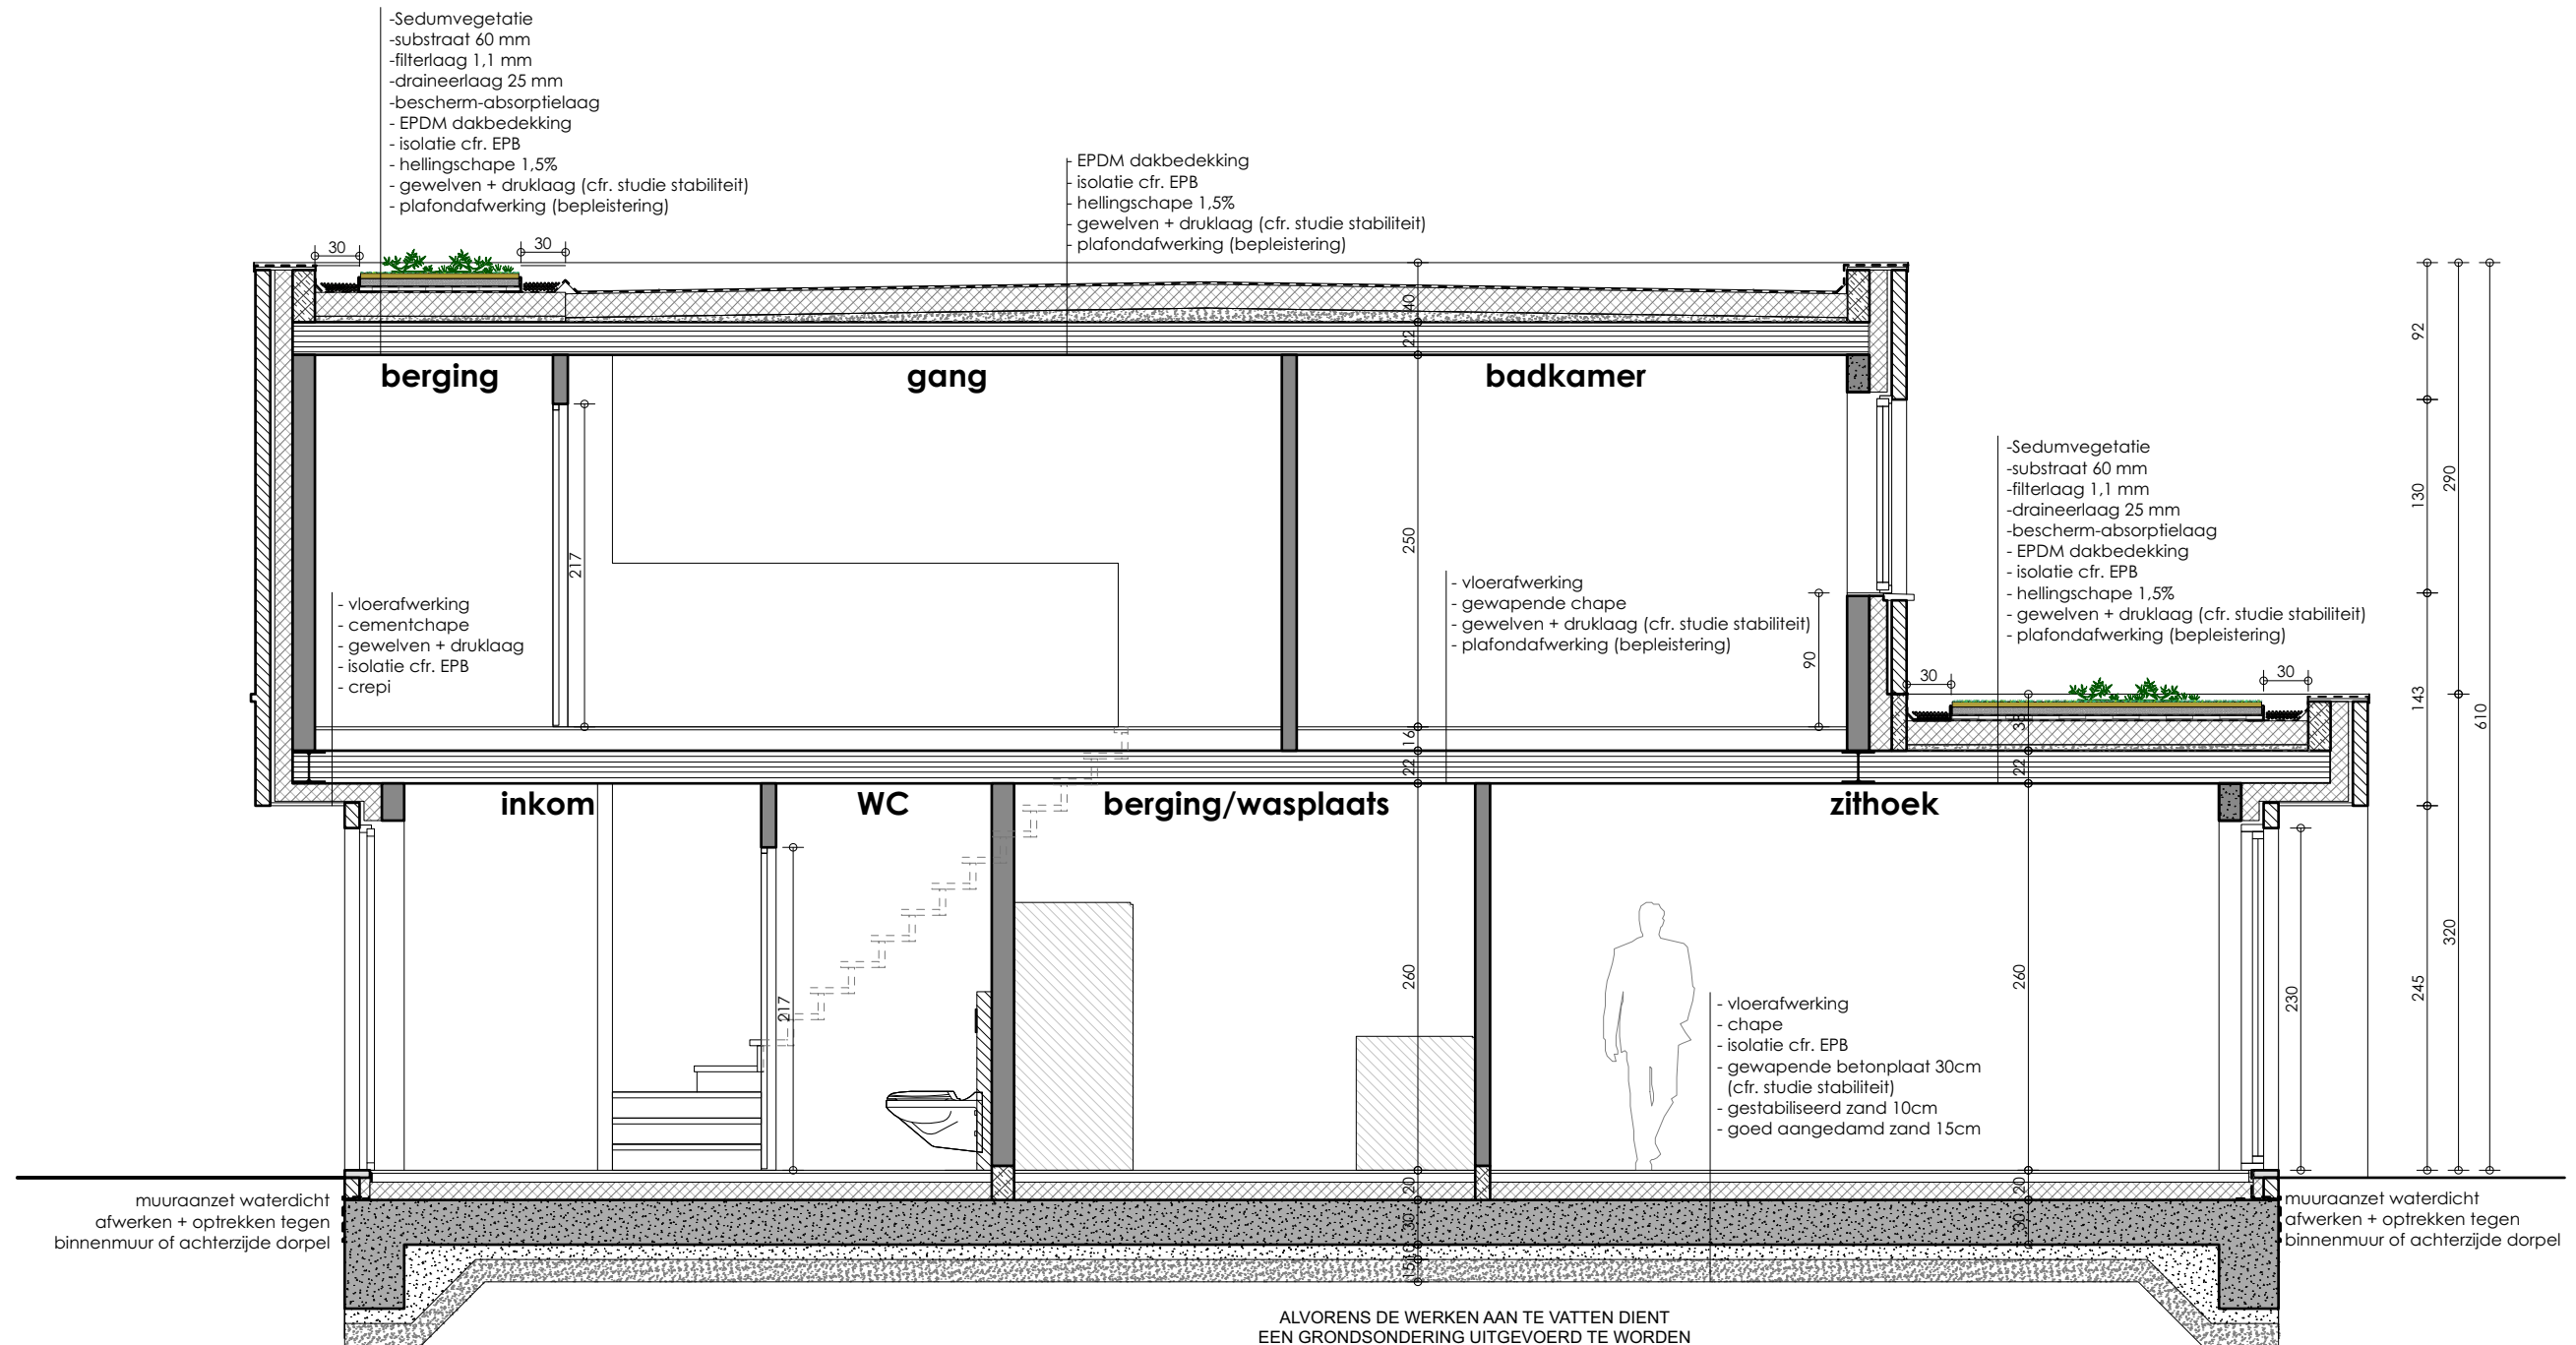 -Sedumvegetatie
-substraat 60 mm
-filterlaag 1,1 mm
-draineerlaag 25 mm
-bescherm-absorptielaag
- EPDM dakbedekking
- isolatie cfr. EPB
- hellingschape 1,5%
- gewelven + druklaag (cfr. studie stabiliteit)
- plafondafwerking (bepleistering)
- EPDM dakbedekking
- isolatie cfr. EPB
- hellingschape 1,5%
- gewelven + druklaag (cfr. studie stabiliteit)
- plafondafwerking (bepleistering)
30
30
40
22
92
berging
gang
badkamer
217
250
130
290
610
-Sedumvegetatie
-substraat 60 mm
-filterlaag 1,1 mm
-draineerlaag 25 mm
-bescherm-absorptielaag
- EPDM dakbedekking
- isolatie cfr. EPB
- hellingschape 1,5%
- gewelven + druklaag (cfr. studie stabiliteit)
- plafondafwerking (bepleistering)
- vloerafwerking
- cementchape
- gewelven + druklaag
- isolatie cfr. EPB
- crepi
- vloerafwerking
- gewapende chape
- gewelven + druklaag (cfr. studie stabiliteit)
- plafondafwerking (bepleistering)
90
30
30
143
16
22
22
inkom
WC
berging/wasplaats
zithoek
217
260
260
230
245
320
- vloerafwerking
- chape
- isolatie cfr. EPB
- gewapende betonplaat 30cm
(cfr. studie stabiliteit)
- gestabiliseerd zand 10cm
- goed aangedamd zand 15cm
20
20
30
30
muuraanzet waterdicht
afwerken + optrekken tegen
binnenmuur of achterzijde dorpel
muuraanzet waterdicht
afwerken + optrekken tegen
binnenmuur of achterzijde dorpel
ALVORENS DE WERKEN AAN TE VATTEN DIENT
EEN GRONDSONDERING UITGEVOERD TE WORDEN